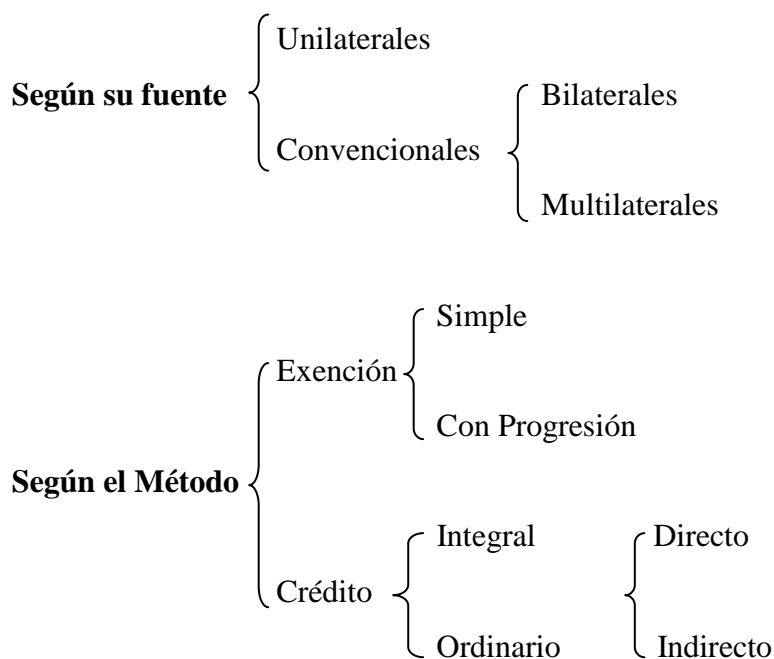 Unilaterales
Según su fuente
Bilaterales
Convencionales
Multilaterales
Simple
Exención
Con Progresión
Según el Método
Integral
Directo
Crédito
Ordinario
Indirecto